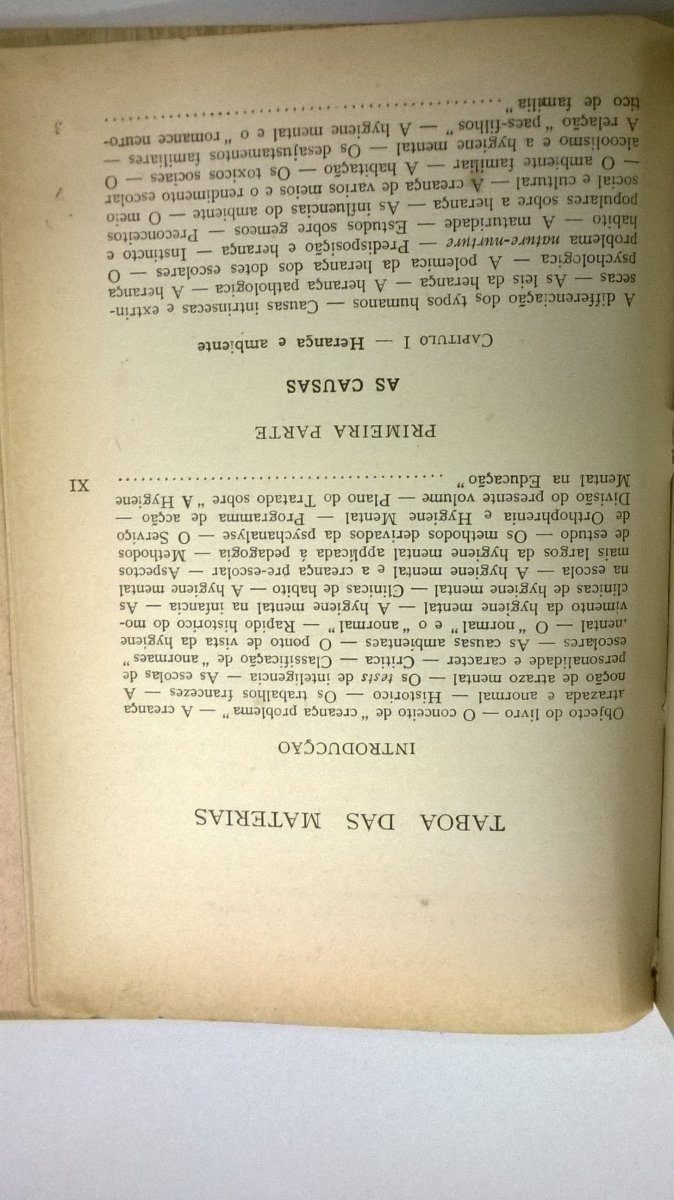 TABOA DAS MATERIAS
INTRODUCÇÃO
Objecto do livro — O conceito de "creança problema" — A creança
atrazada e anormal — Historico — Os trabalhos francezes — A
noção de atrazo mental — Os tests de inteligencia — As escolas de
personalidade e caracter — Critica — Classificação de "anormaes"
escolares — As causas ambientaes — O ponto de vista da hygiene
mental — O "normal" e o "anormal" — Rapido historico do mo-
vimento da hygiene mental — A hygiene mental na infancia — As
clinicas de hygiene mental — Clinicas de habito — A hygiene mental
na escola — A hygiene mental e a creança pre-escolar — Aspectos
mais largos da hygiene mental applicada á pedagogia — Methodos
de estudo — Os methodos derivados da psychanalyse — O Serviço
de Orthophrenia e Hygiene Mental — Programma de acção —
Divisão do presente volume — Plano do Tratado sobre "A Hygiene
Mental na Educação" .......................................... XI
PRIMEIRA PARTE
AS CAUSAS
CAPITULO I — Herança e ambiente
A differenciação dos typos humanos — Causas intrinsecas e extrin-
secas — As leis da herança — A herança pathologica — A herança
psychologica — A polemica da herança dos dotes escolares — O
problema nature-nurture — Predisposição e herança — Instincto e
habito — A maturidade — Estudos sobre gemeos — Preconceitos
populares sobre a herança — As influencias do ambiente — O meio
social e cultural — A creança de varios meios e o rendimento escolar
— O ambiente familiar — A habitação — Os toxicos sociaes — O
alcoolismo e a hygiene mental — Os desajustamentos familiares —
A relação "paes-filhos" — A hygiene mental e o "romance neuro-
tico de familia" .......................................... 3